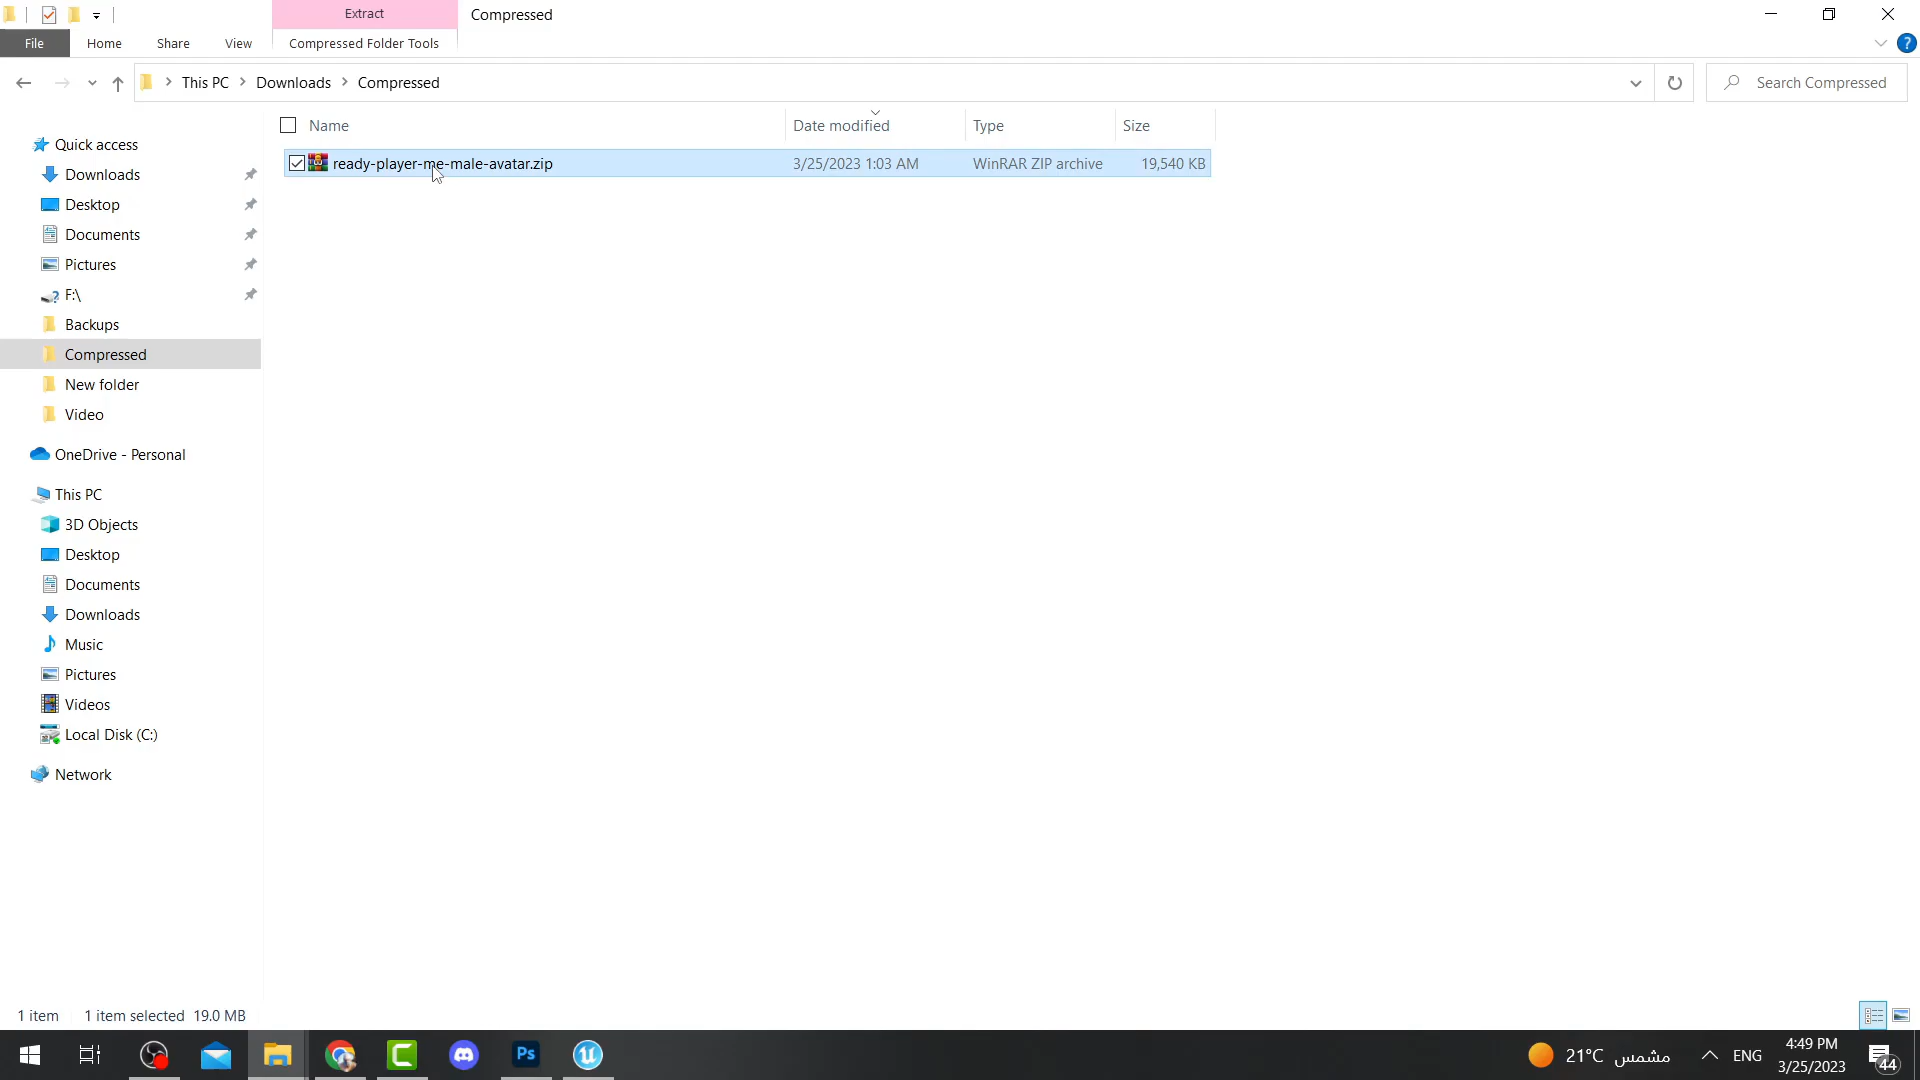 Extract
Compressed
File
Home
Share
View
Compressed Folder Tools
This PC
Downloads
Compressed
Search Compressed
Name
Date modified
Type
Size
ready-player-me-male-avatar.zip
3/25/2023 1:03 AM
WinRAR ZIP archive
19,540 KB
Quick access
Downloads
Desktop
Documents
Pictures
F:\
Backups
Compressed
New folder
Video
OneDrive - Personal
This PC
3D Objects
Desktop
Documents
Downloads
Music
Pictures
Videos
Local Disk (C:)
Network
1 item
1 item selected 19.0 MB
Ps
21°C مشمس
ENG
4:49 PM
3/25/2023
44